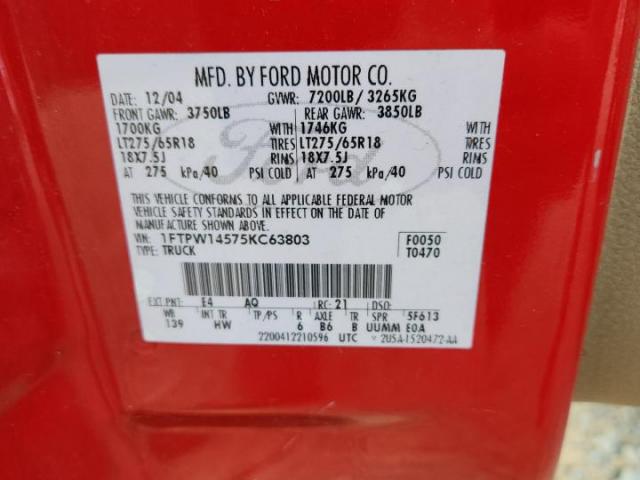 MFD. BY FORD MOTOR CO.
DATE: 12/04 GVWR: 7200LB/ 3265KG
FRONT GAWR: 3750LB REAR GAWR: 3850LB
1700KG WITH 1746KG WITH
LT275/65R18 TIRES LT275/65R18 TIRES
18X7.5J RIMS 18X7.5J RIMS
AT 275 kPa/40 PSI COLD AT 275 kPa/40 PSI COLD
THIS VEHICLE CONFORMS TO ALL APPLICABLE FEDERAL MOTOR
VEHICLE SAFETY STANDARDS IN EFFECT ON THE DATE OF
MANUFACTURE SHOWN ABOVE.
VIN: 1FTPW14575KC63803 F0050
TYPE: TRUCK T0470
EXT PNT: E4 AQ RC: 21 DSO:
WB INT TR TP/PS R AXLE TR SPR 5F613
139 HW 6 B6 B UUMM E0A
2200412210596 UTC 2U5A-1520472-AA
Ford